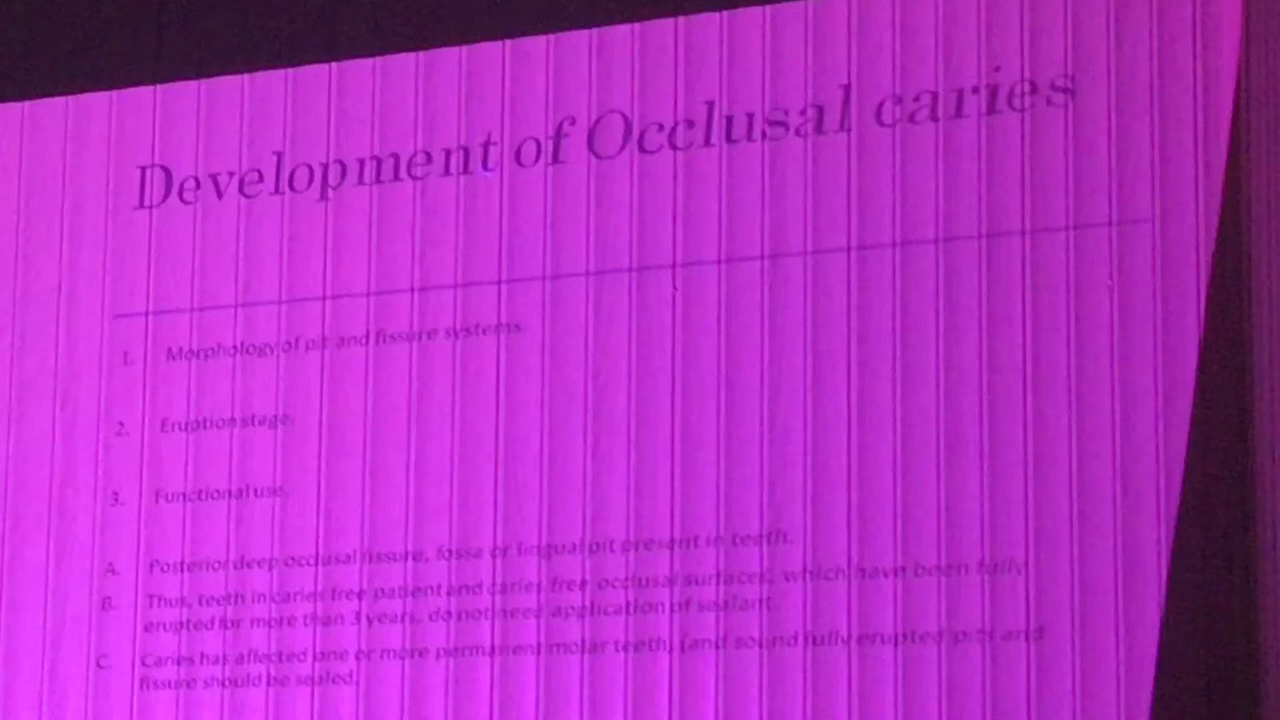 Development of Occlusal caries
1. Morphology of pit and fissure systems.
2. Eruption stage.
3. Functional use.
A. Posterior deep occlusal fissure, fossa or lingual pit present in teeth.
B. Thus, teeth in caries free patient and caries free occlusal surfaces, which have been fully
erupted for more than 3 years, do not need application of sealant.
C. Caries has affected one or more permanent molar teeth, (and sound fully erupted pits and
fissure should be sealed.